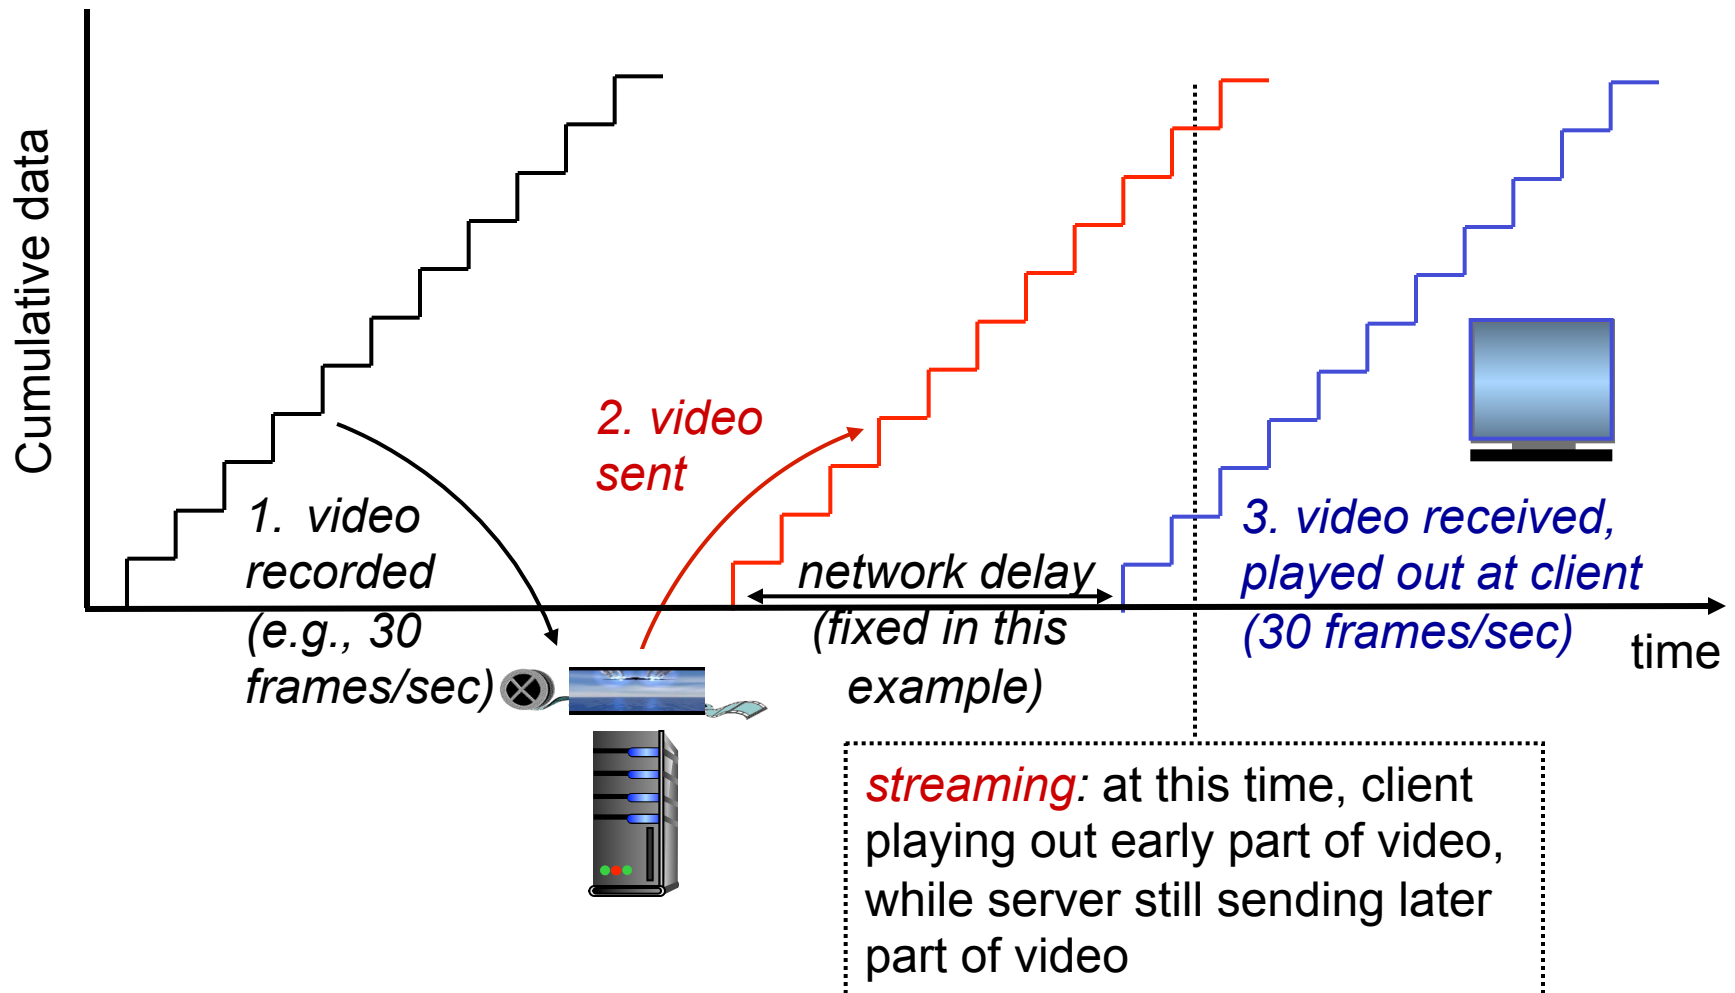 Cumulative data
1. video
recorded
(e.g., 30
frames/sec)
2. video
sent
network delay
(fixed in this
example)
3. video received,
played out at client
(30 frames/sec)
time
streaming: at this time, client
playing out early part of video,
while server still sending later
part of video